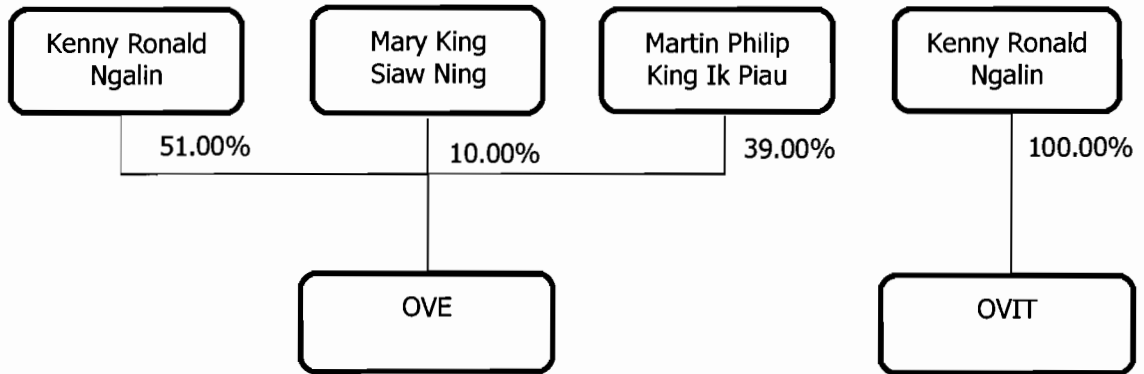 Kenny Ronald
Ngalin
Mary King
Siaw Ning
Martin Philip
King Ik Piau
Kenny Ronald
Ngalin
51.00%
10.00%
39.00%
100.00%
OVE
OVIT